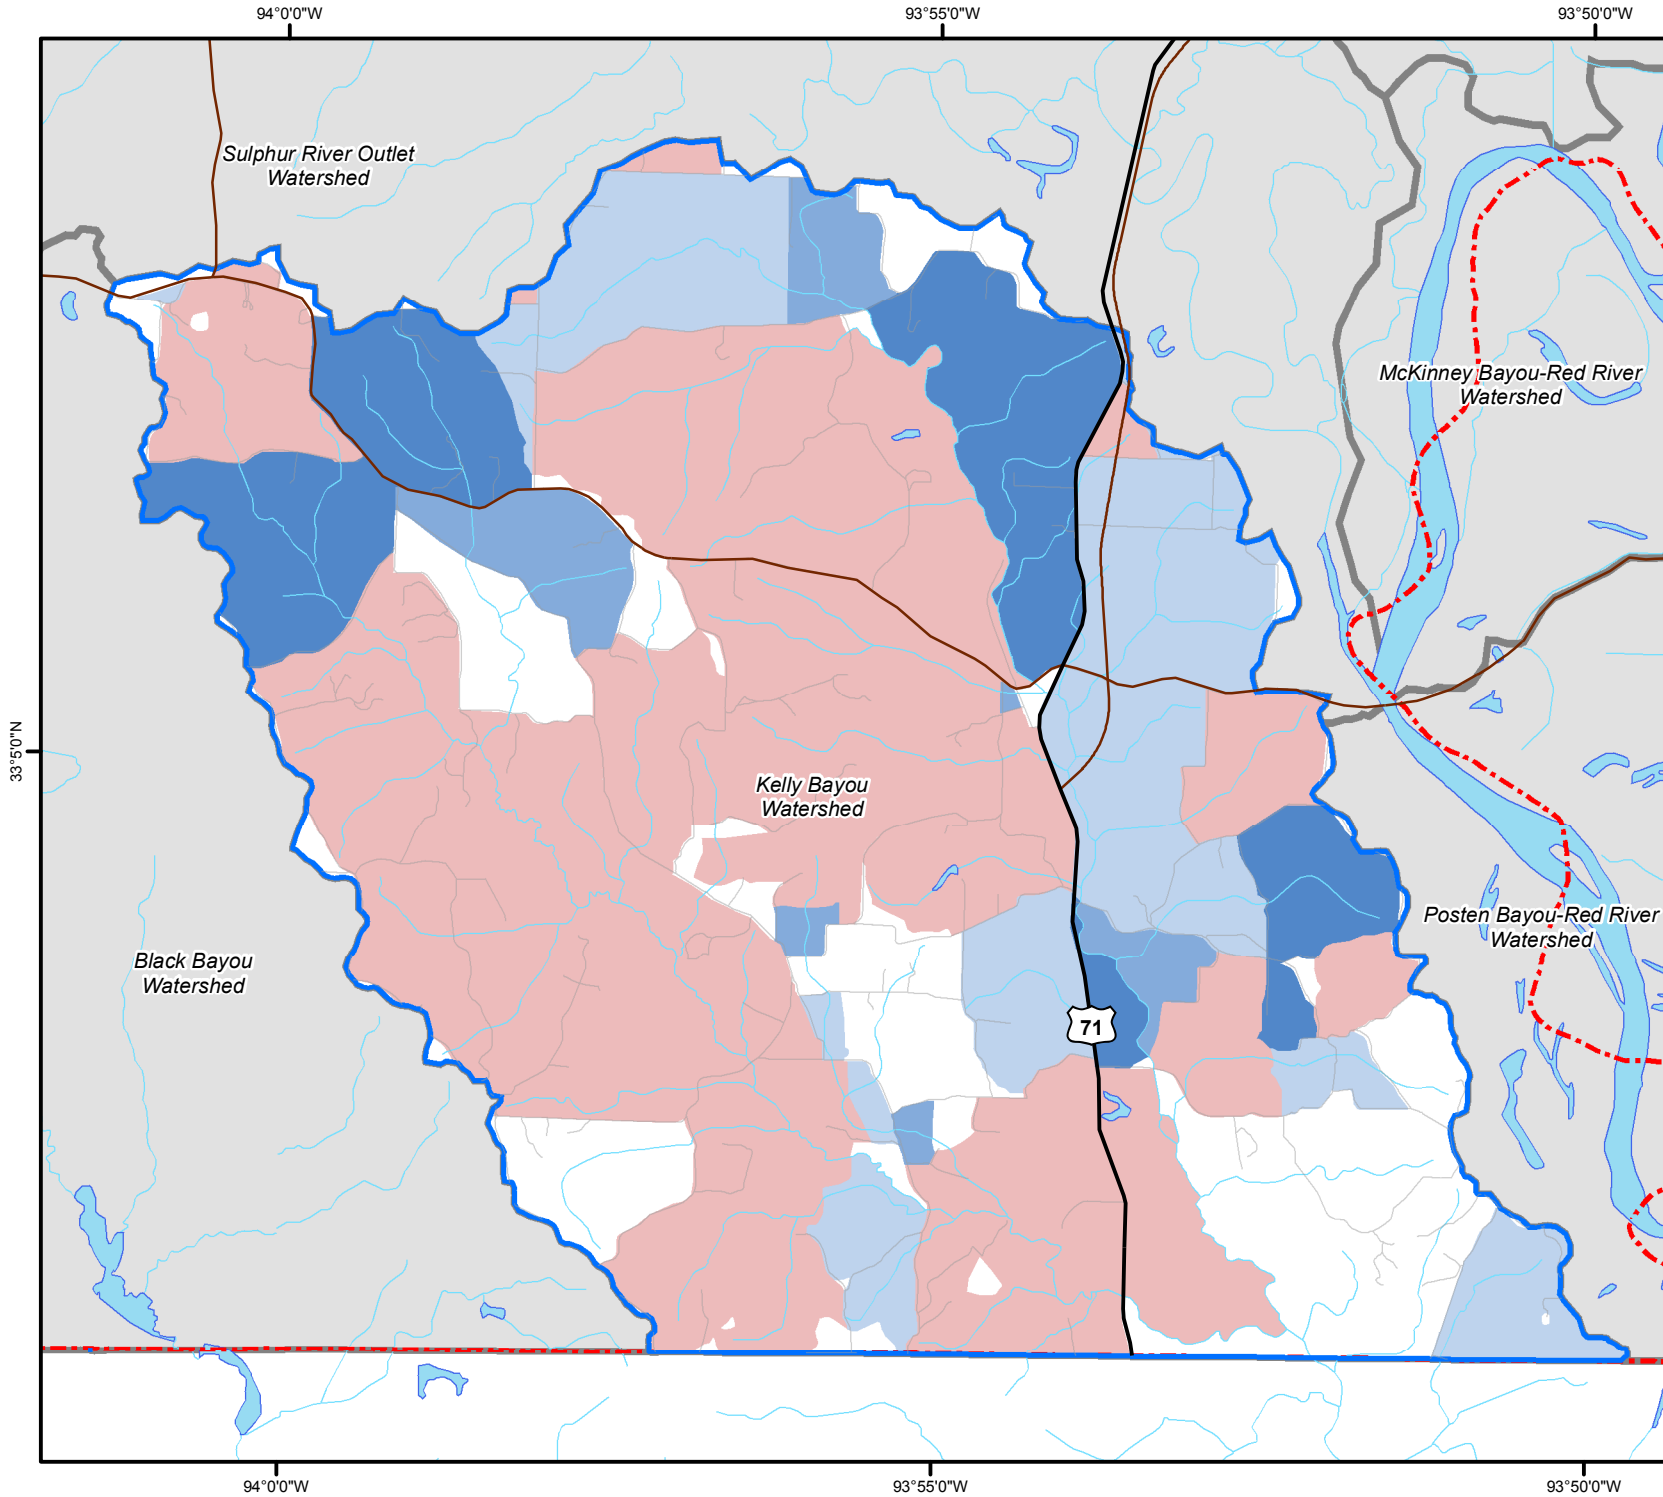 94°0'0"W
93°55'0"W
93°50'0"W
Sulphur River Outlet
Watershed
McKinney Bayou-Red River
Watershed
33°5'0"N
Kelly Bayou
Watershed
Posten Bayou-Red River
Watershed
Black Bayou
Watershed
71
94°0'0"W
93°55'0"W
93°50'0"W